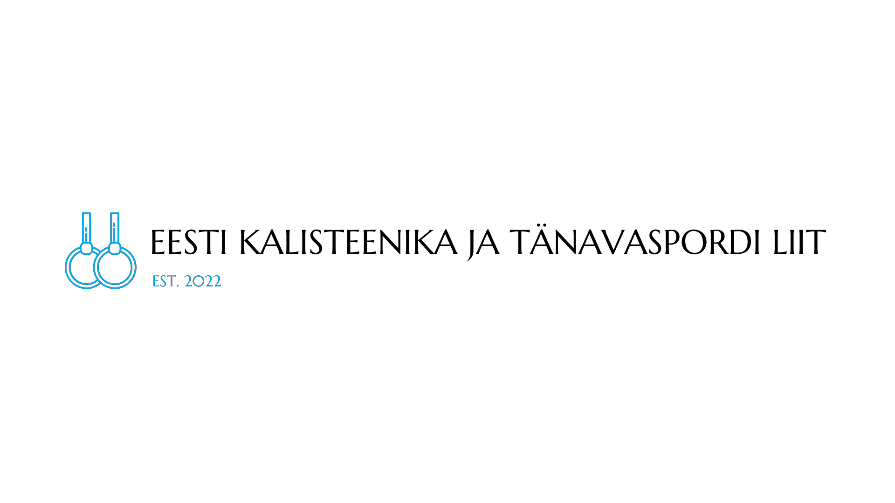 EESTI KALISTEENIKA JA TÄNAVASPORDI LIIT
EST. 2022